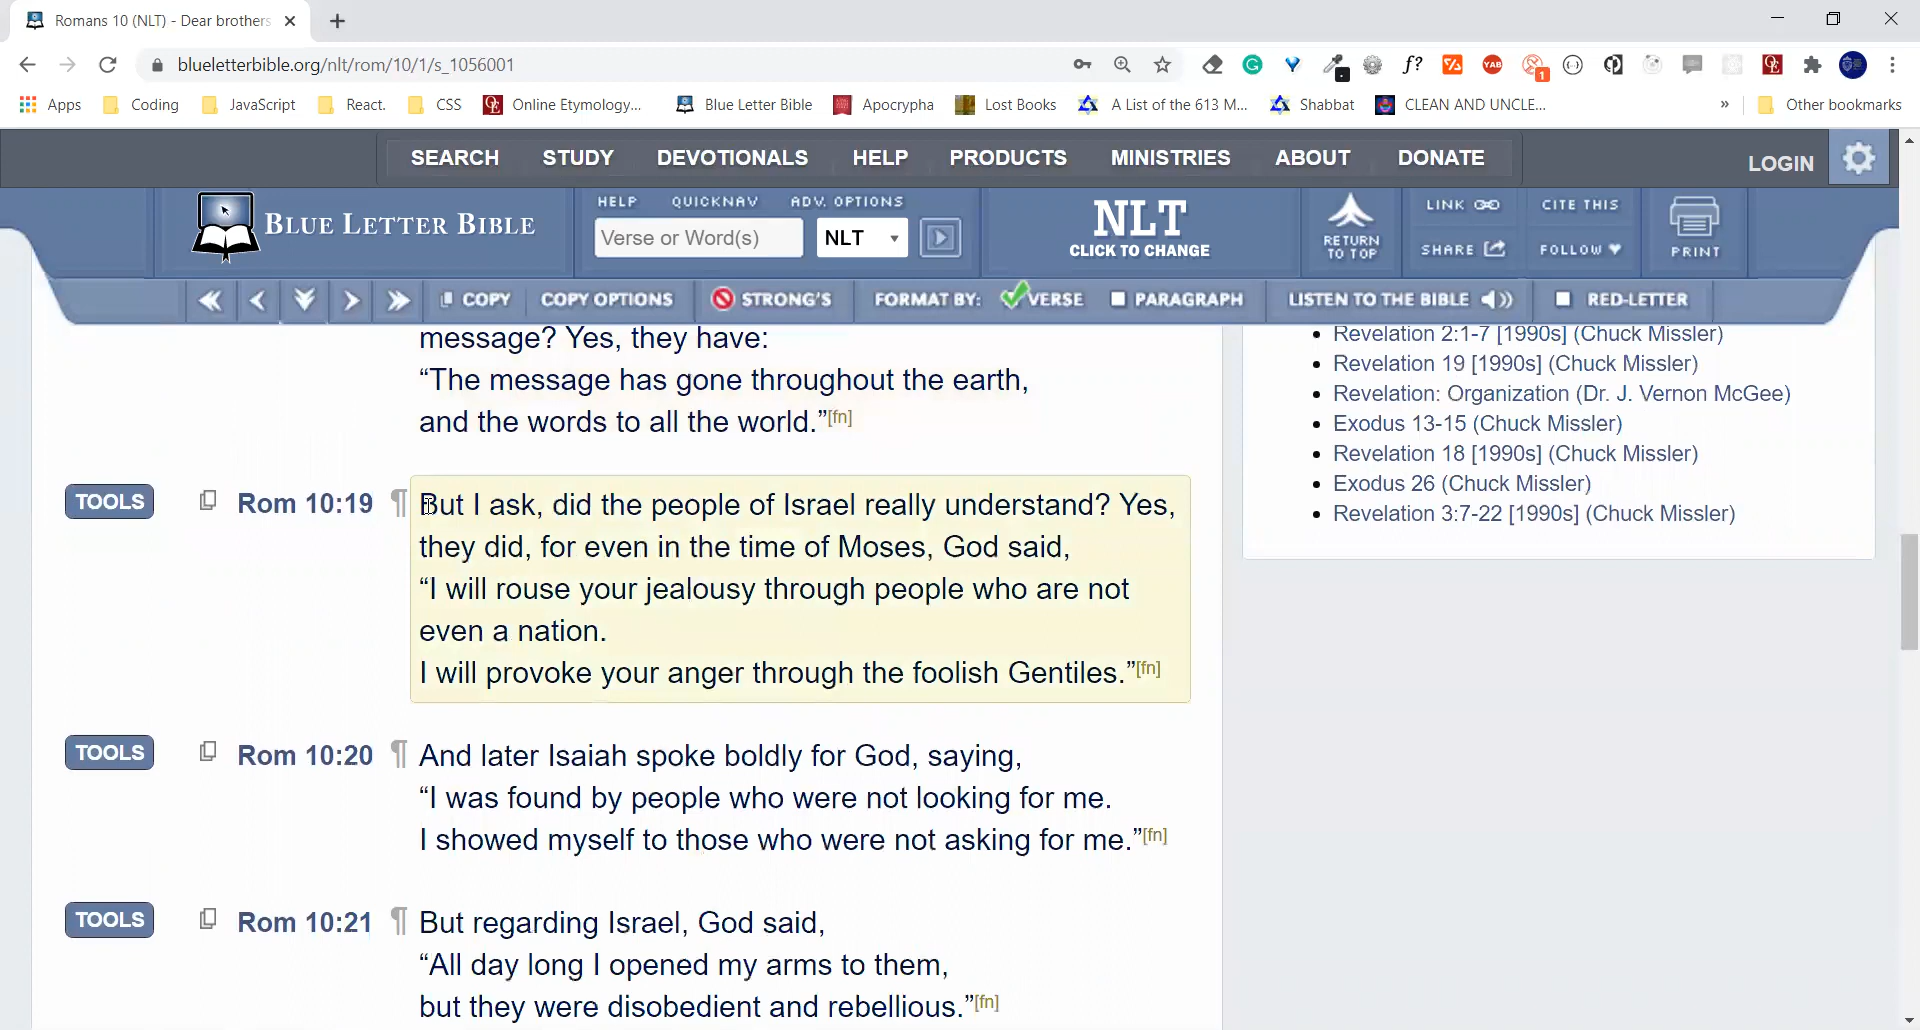 Romans 10 (NLT) - Dear brothers
blueletterbible.org/nlt/rom/10/1/s_1056001
f?
YAB
1
OE
Apps
Coding
JavaScript
React.
CSS
OE Online Etymology...
Blue Letter Bible
Apocrypha
Lost Books
A List of the 613 M...
Shabbat
CLEAN AND UNCLE...
»
Other bookmarks
SEARCH STUDY DEVOTIONALS HELP PRODUCTS MINISTRIES ABOUT DONATE
LOGIN
BLUE LETTER BIBLE
HELP QUICKNAV ADV. OPTIONS
Verse or Word(s)
NLT
NLT
CLICK TO CHANGE
RETURN
TO TOP
LINK
CITE THIS
SHARE
FOLLOW
PRINT
COPY
COPY OPTIONS
STRONG'S
FORMAT BY:
VERSE
PARAGRAPH
LISTEN TO THE BIBLE
RED-LETTER
message? Yes, they have:
“The message has gone throughout the earth,
and the words to all the world.”[fn]
TOOLS
Rom 10:19
¶
But I ask, did the people of Israel really understand? Yes,
they did, for even in the time of Moses, God said,
“I will rouse your jealousy through people who are not
even a nation.
I will provoke your anger through the foolish Gentiles.”[fn]
TOOLS
Rom 10:20
¶
And later Isaiah spoke boldly for God, saying,
“I was found by people who were not looking for me.
I showed myself to those who were not asking for me.”[fn]
TOOLS
Rom 10:21
¶
But regarding Israel, God said,
“All day long I opened my arms to them,
but they were disobedient and rebellious.”[fn]
Revelation 2:1-7 [1990s] (Chuck Missler)
Revelation 19 [1990s] (Chuck Missler)
Revelation: Organization (Dr. J. Vernon McGee)
Exodus 13-15 (Chuck Missler)
Revelation 18 [1990s] (Chuck Missler)
Exodus 26 (Chuck Missler)
Revelation 3:7-22 [1990s] (Chuck Missler)